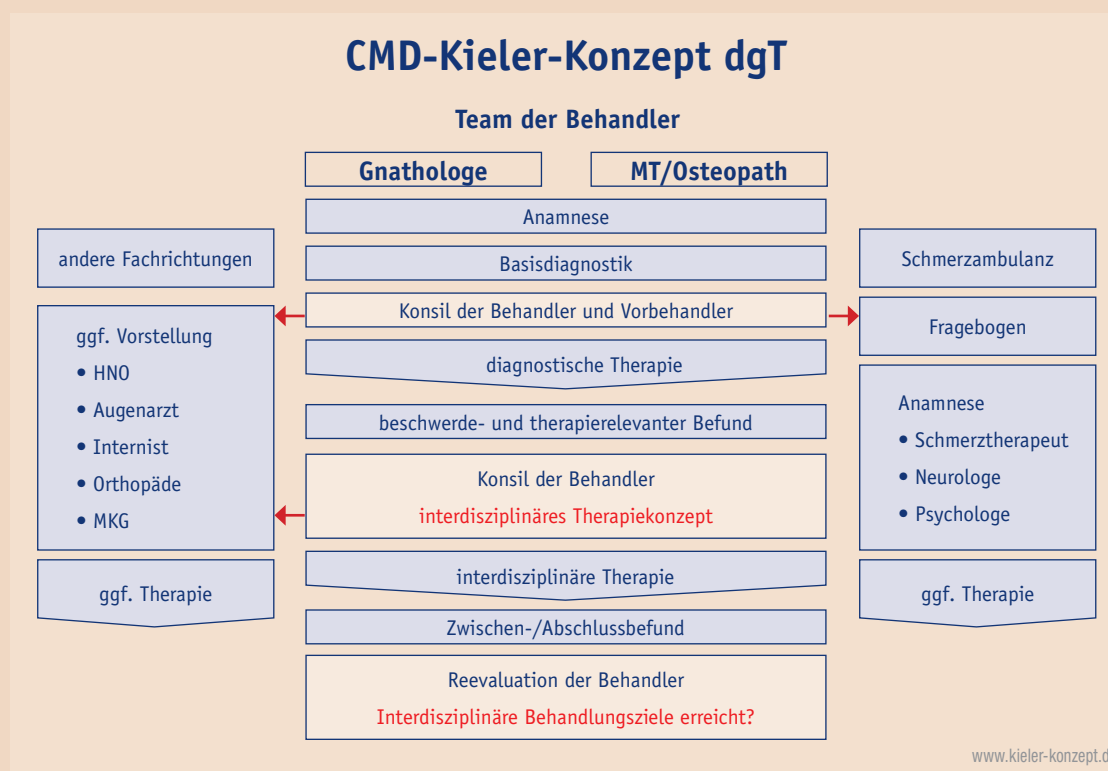 CMD-Kieler-Konzept dgT
Team der Behandler
Gnathologe
MT/Osteopath
Anamnese
Basisdiagnostik
Konsil der Behandler und Vorbehandler
diagnostische Therapie
beschwerde- und therapierelevanter Befund
Konsil der Behandler
interdisziplinäres Therapiekonzept
interdisziplinäre Therapie
Zwischen-/Abschlussbefund
Reevaluation der Behandler
Interdisziplinäre Behandlungsziele erreicht?
andere Fachrichtungen
ggf. Vorstellung
• HNO
• Augenarzt
• Internist
• Orthopäde
• MKG
ggf. Therapie
Schmerzambulanz
Fragebogen
Anamnese
• Schmerztherapeut
• Neurologe
• Psychologe
ggf. Therapie
www.kieler-konzept.d